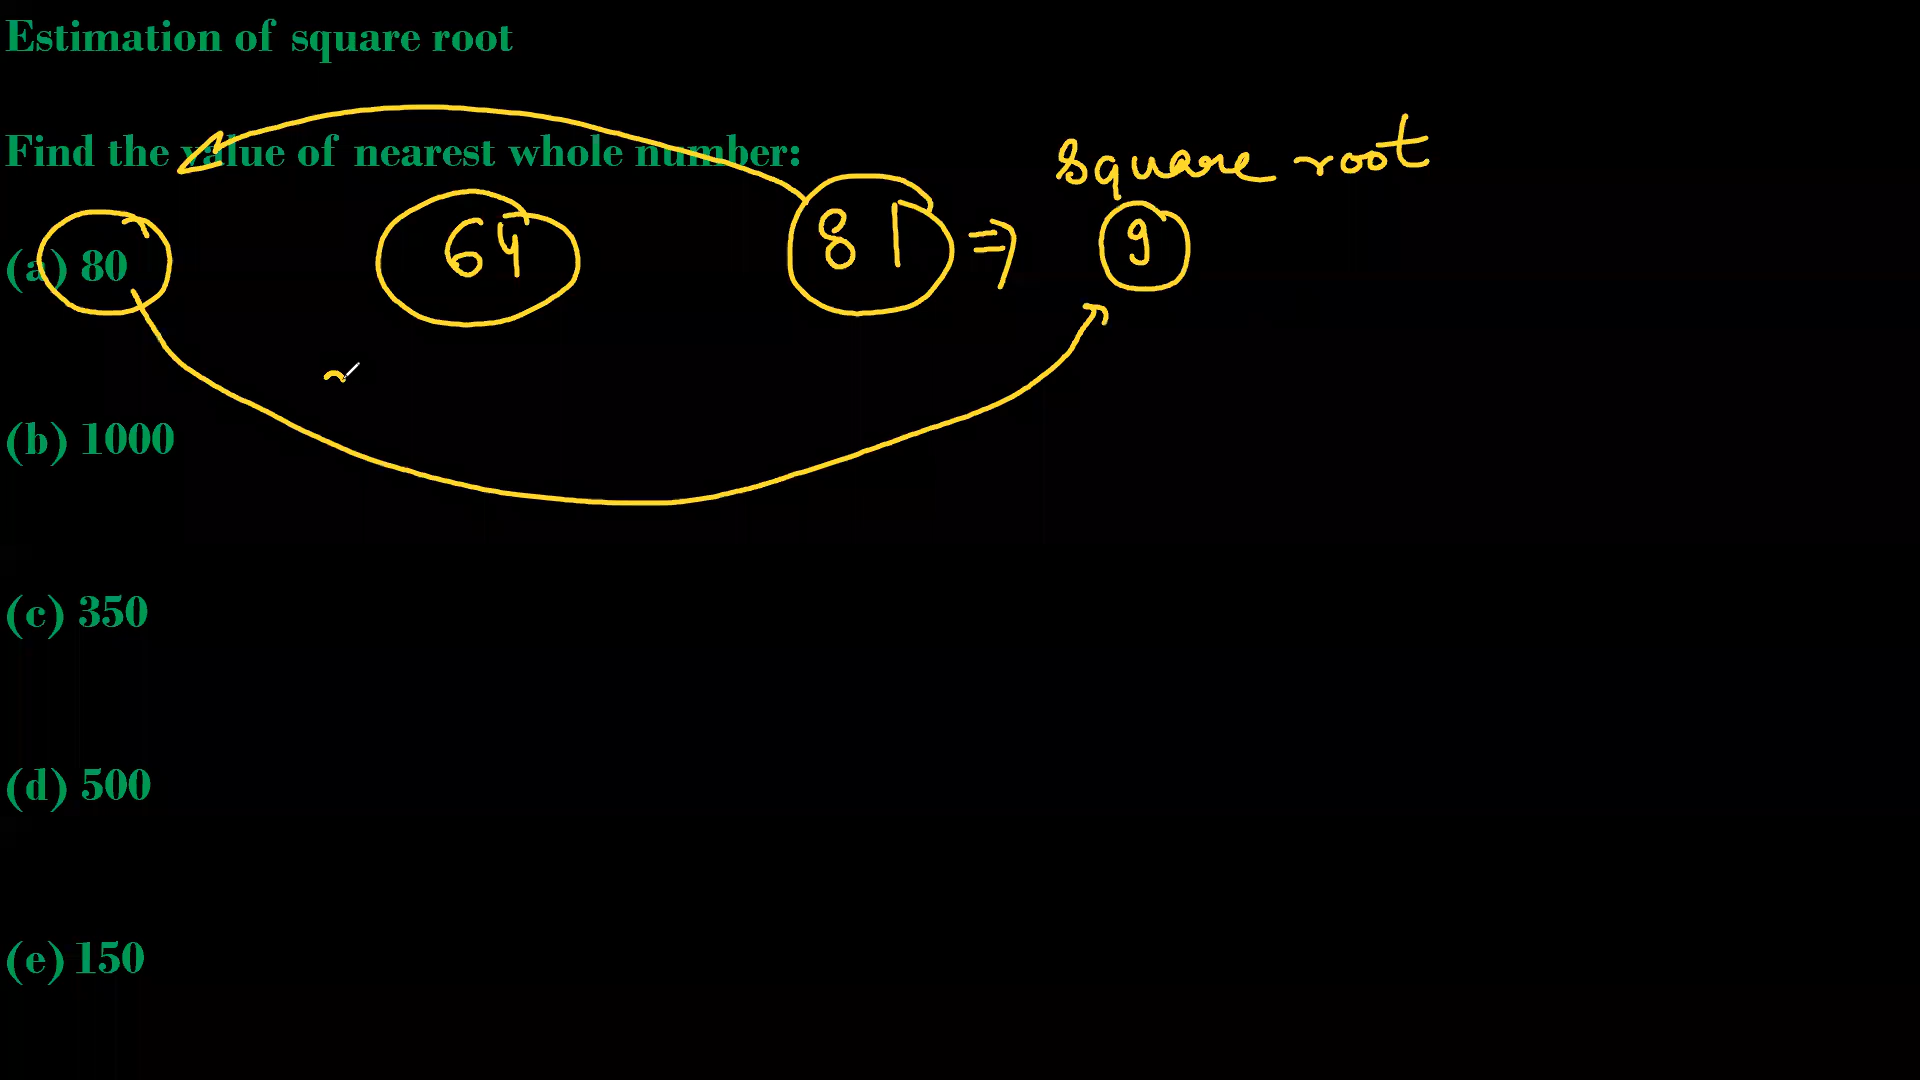 Estimation of square root
Find the value of nearest whole number:
square root
(a) 80 64 81 ⇒ 9
(b) 1000
(c) 350
(d) 500
(e) 150